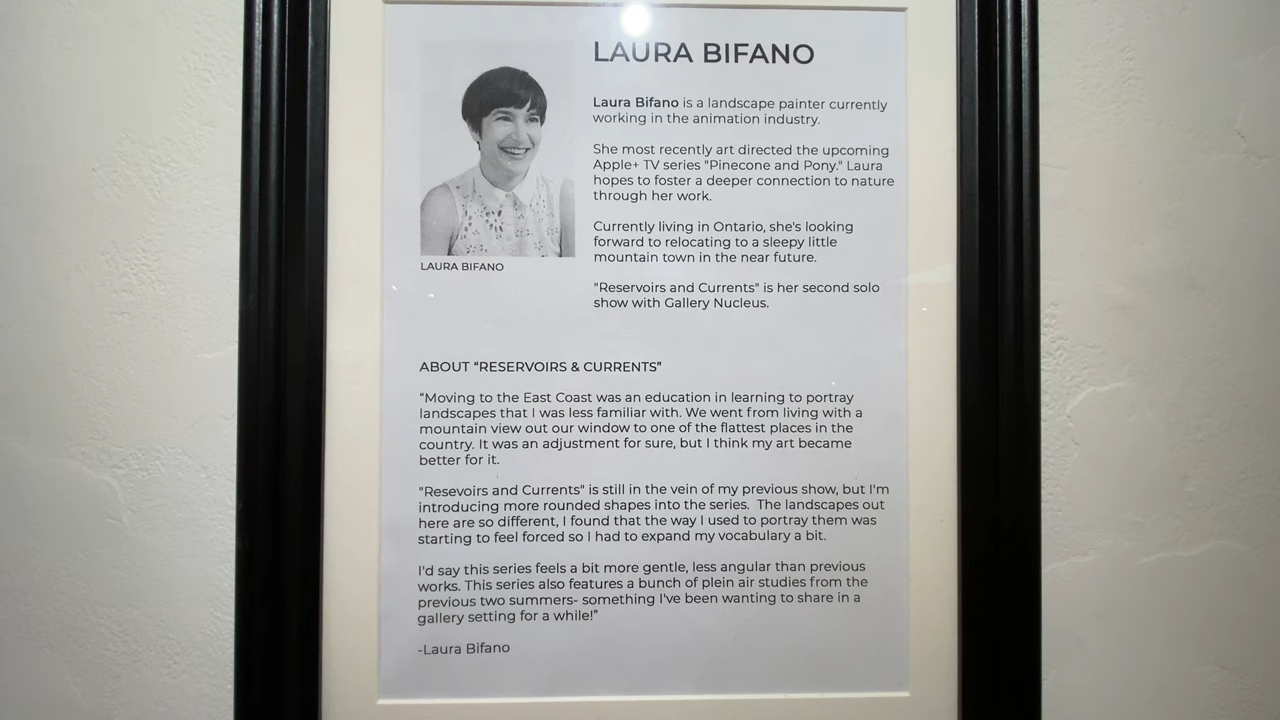 LAURA BIFANO
Laura Bifano is a landscape painter currently
working in the animation industry.
She most recently art directed the upcoming
Apple+ TV series "Pinecone and Pony." Laura
hopes to foster a deeper connection to nature
through her work.
Currently living in Ontario, she's looking
forward to relocating to a sleepy little
mountain town in the near future.
"Reservoirs and Currents" is her second solo
show with Gallery Nucleus.
LAURA BIFANO
ABOUT “RESERVOIRS & CURRENTS”
“Moving to the East Coast was an education in learning to portray
landscapes that I was less familiar with. We went from living with a
mountain view out our window to one of the flattest places in the
country. It was an adjustment for sure, but I think my art became
better for it.
"Resevoirs and Currents" is still in the vein of my previous show, but I'm
introducing more rounded shapes into the series.  The landscapes out
here are so different, I found that the way I used to portray them was
starting to feel forced so I had to expand my vocabulary a bit.
I'd say this series feels a bit more gentle, less angular than previous
works. This series also features a bunch of plein air studies from the
previous two summers- something I've been wanting to share in a
gallery setting for a while!”
-Laura Bifano